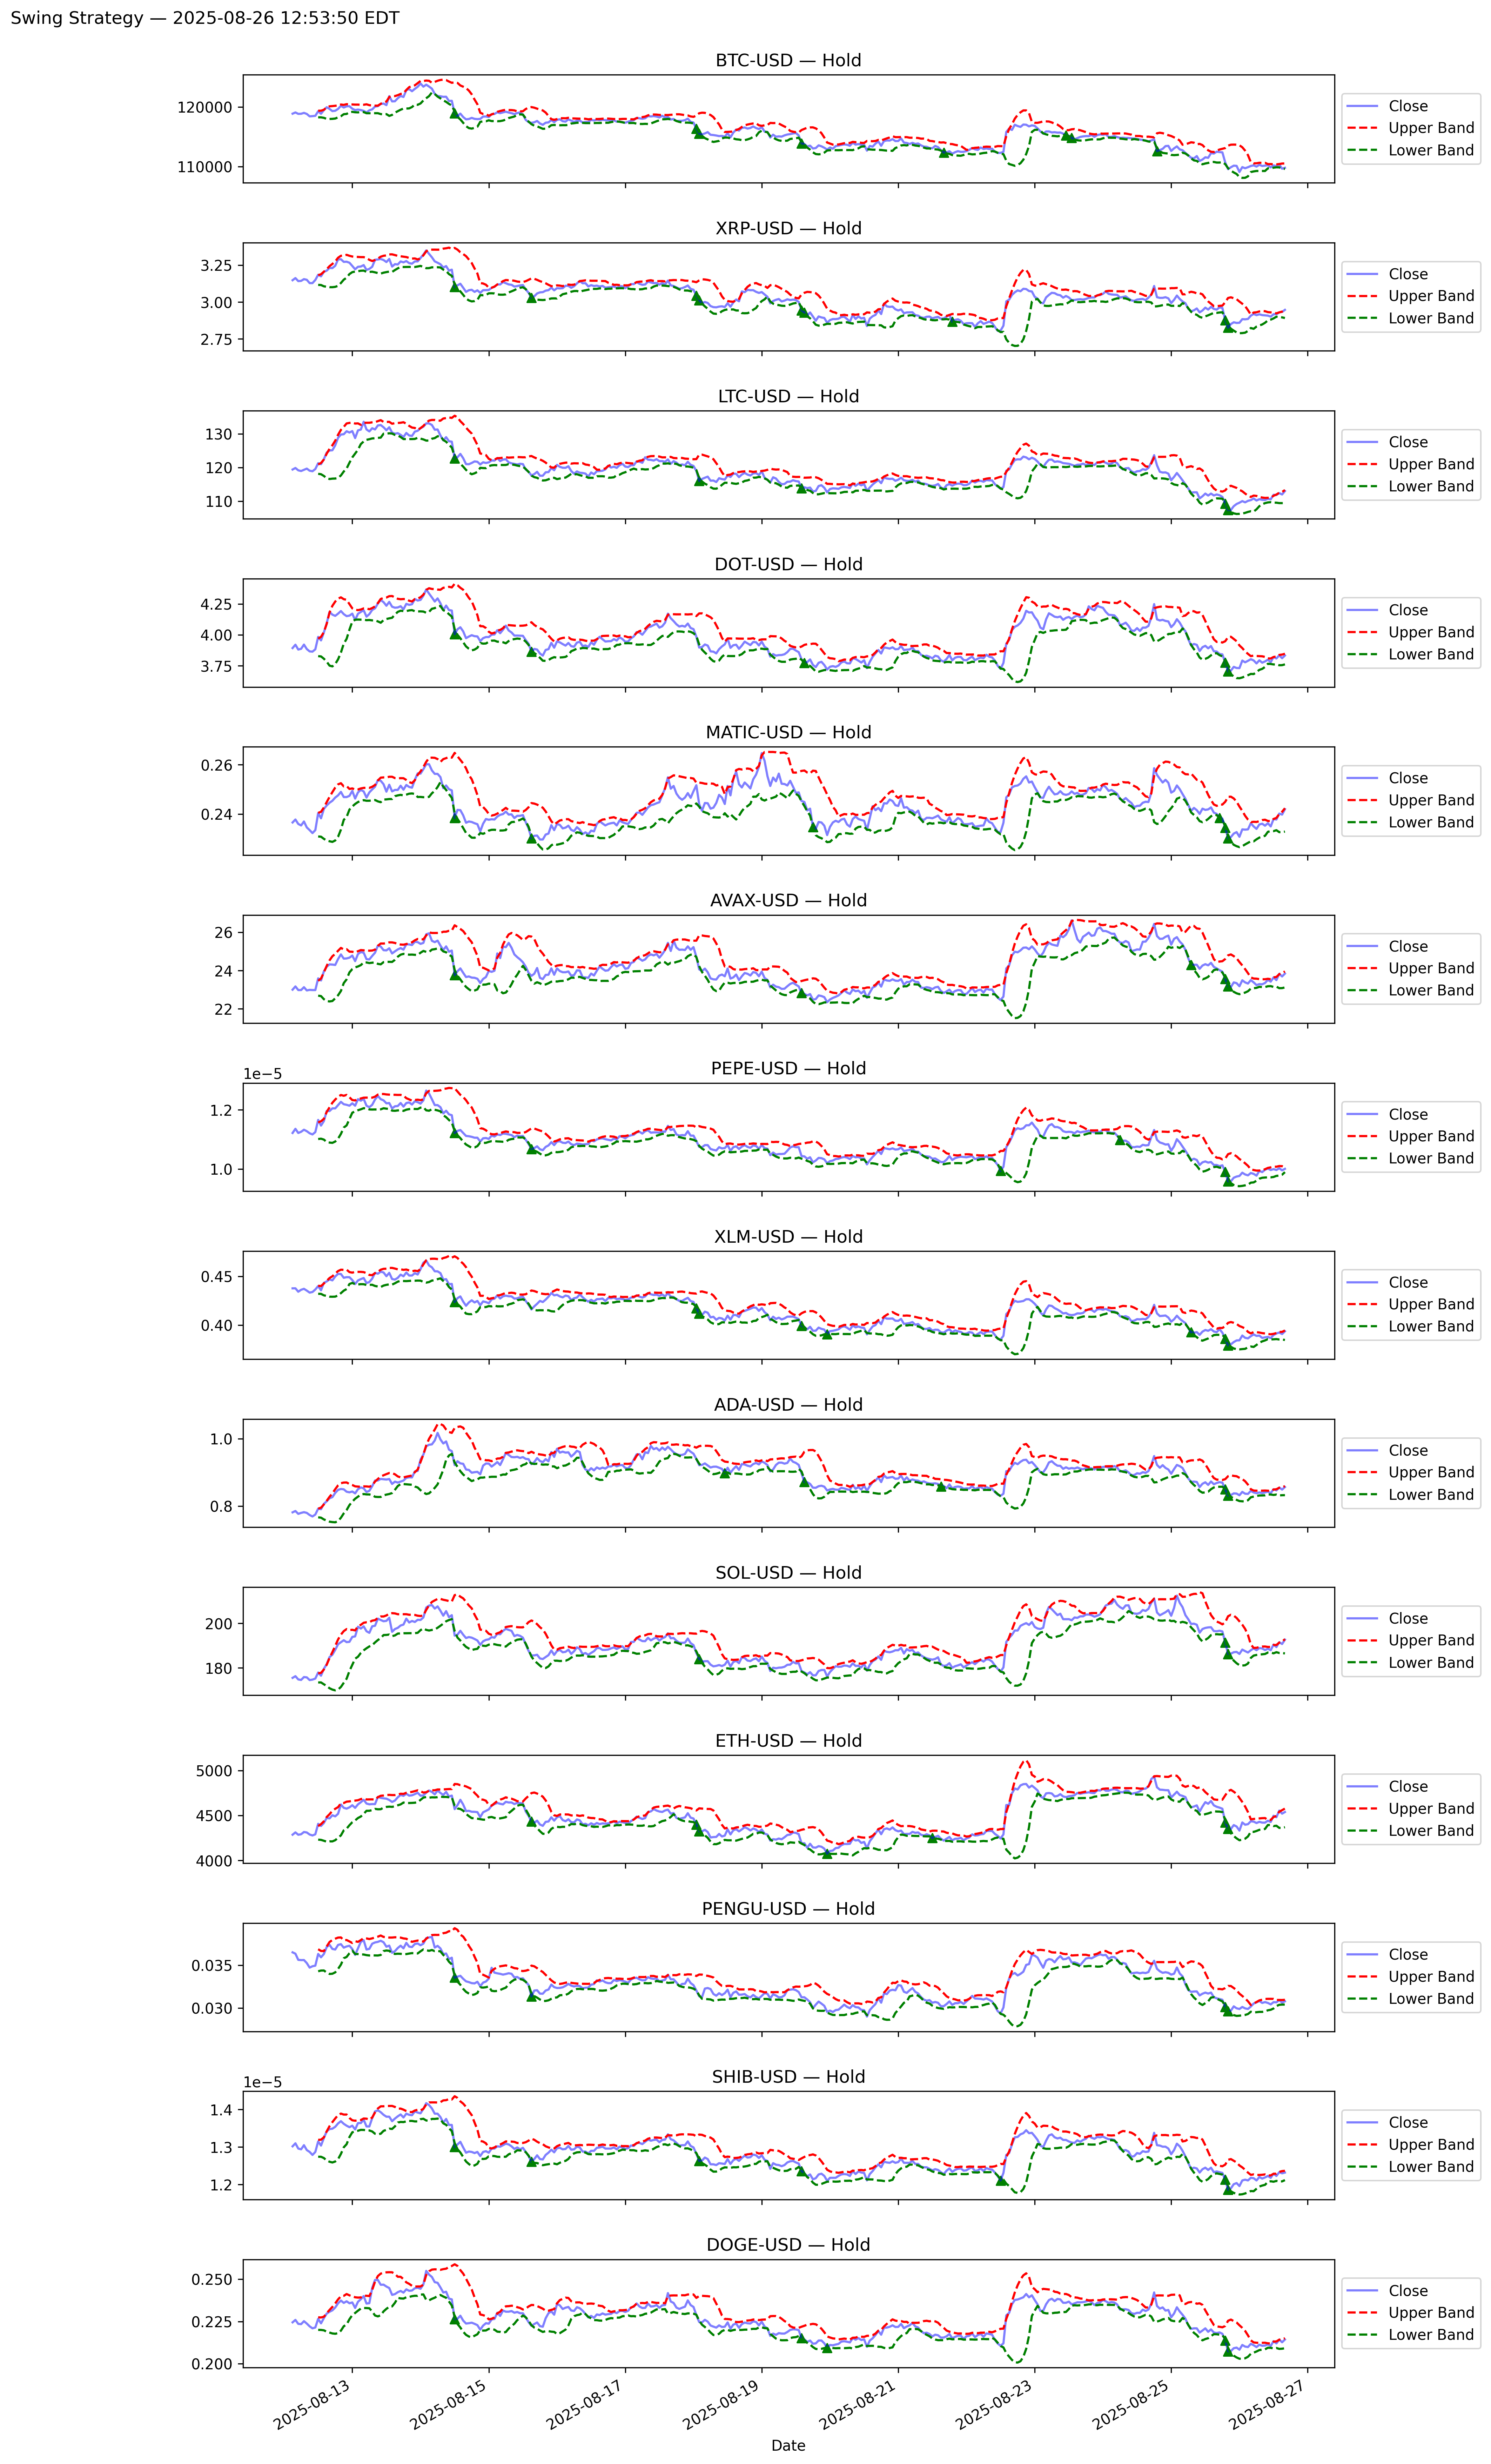 Swing Strategy — 2025-08-26 12:53:50 EDT
BTC-USD — Hold
120000
110000
Close
Upper Band
Lower Band
XRP-USD — Hold
3.25
3.00
2.75
Close
Upper Band
Lower Band
LTC-USD — Hold
130
120
110
Close
Upper Band
Lower Band
DOT-USD — Hold
4.25
4.00
3.75
Close
Upper Band
Lower Band
MATIC-USD — Hold
0.26
0.24
Close
Upper Band
Lower Band
AVAX-USD — Hold
26
24
22
Close
Upper Band
Lower Band
PEPE-USD — Hold
1e−5
1.2
1.0
Close
Upper Band
Lower Band
XLM-USD — Hold
0.45
0.40
Close
Upper Band
Lower Band
ADA-USD — Hold
1.0
0.8
Close
Upper Band
Lower Band
SOL-USD — Hold
200
180
Close
Upper Band
Lower Band
ETH-USD — Hold
5000
4500
4000
Close
Upper Band
Lower Band
PENGU-USD — Hold
0.035
0.030
Close
Upper Band
Lower Band
SHIB-USD — Hold
1e−5
1.4
1.3
1.2
Close
Upper Band
Lower Band
DOGE-USD — Hold
0.250
0.225
0.200
Close
Upper Band
Lower Band
2025-08-13
2025-08-15
2025-08-17
2025-08-19
2025-08-21
2025-08-23
2025-08-25
2025-08-27
Date